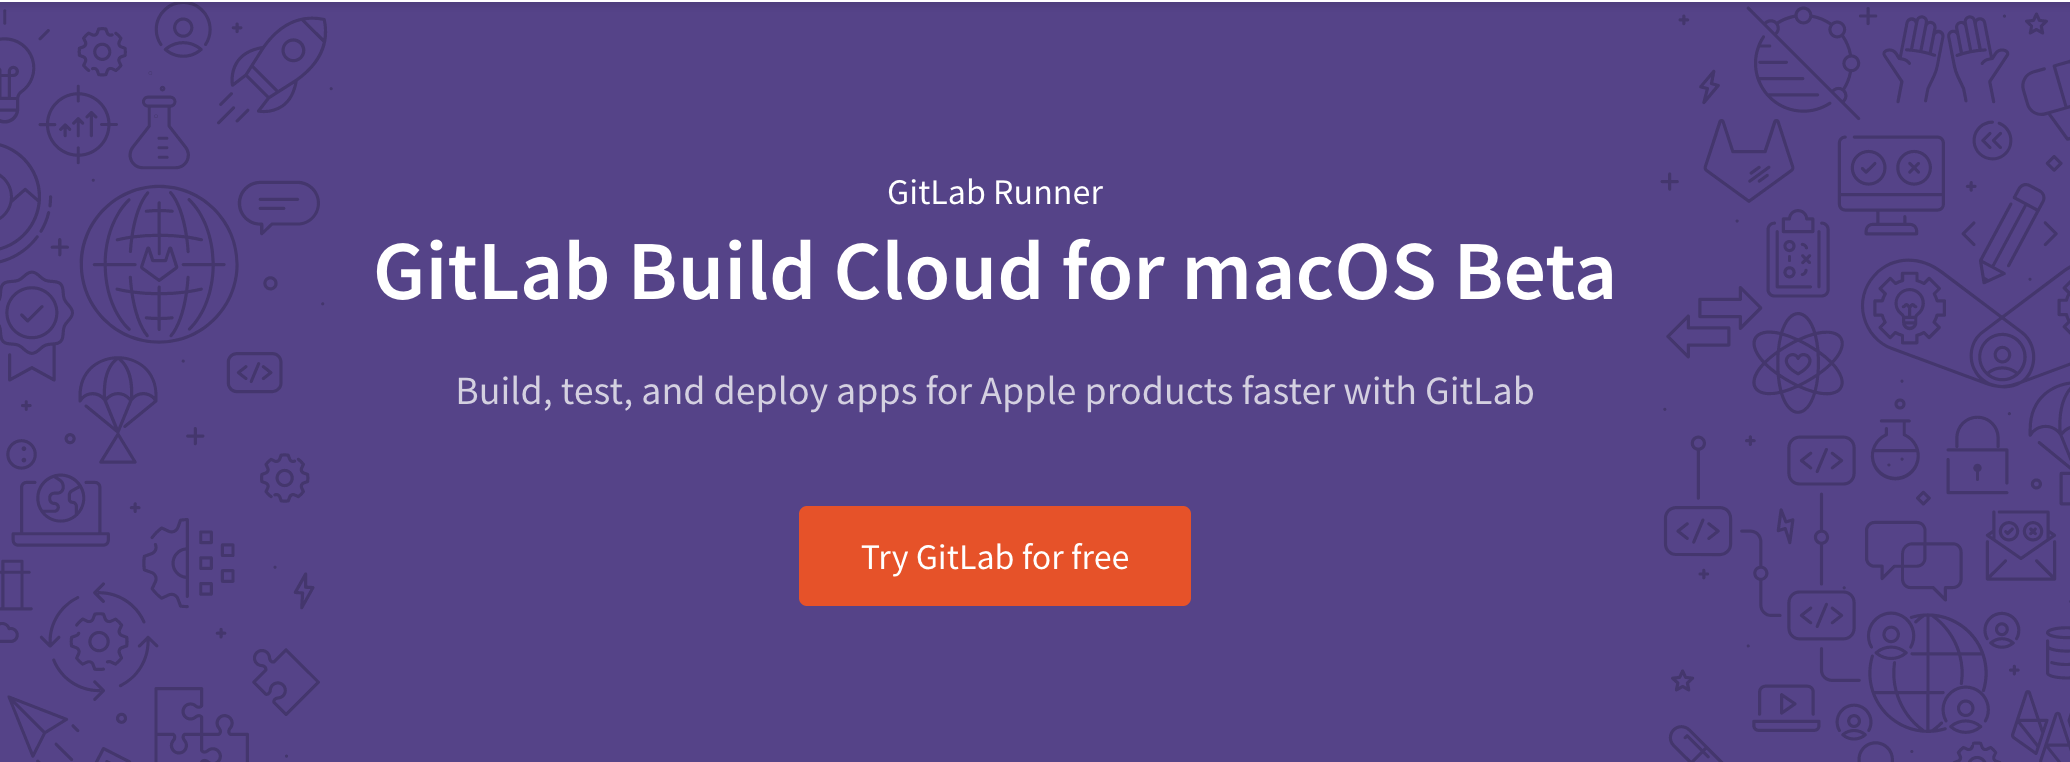 GitLab Runner
GitLab Build Cloud for macOS Beta
Build, test, and deploy apps for Apple products faster with GitLab
Try GitLab for free